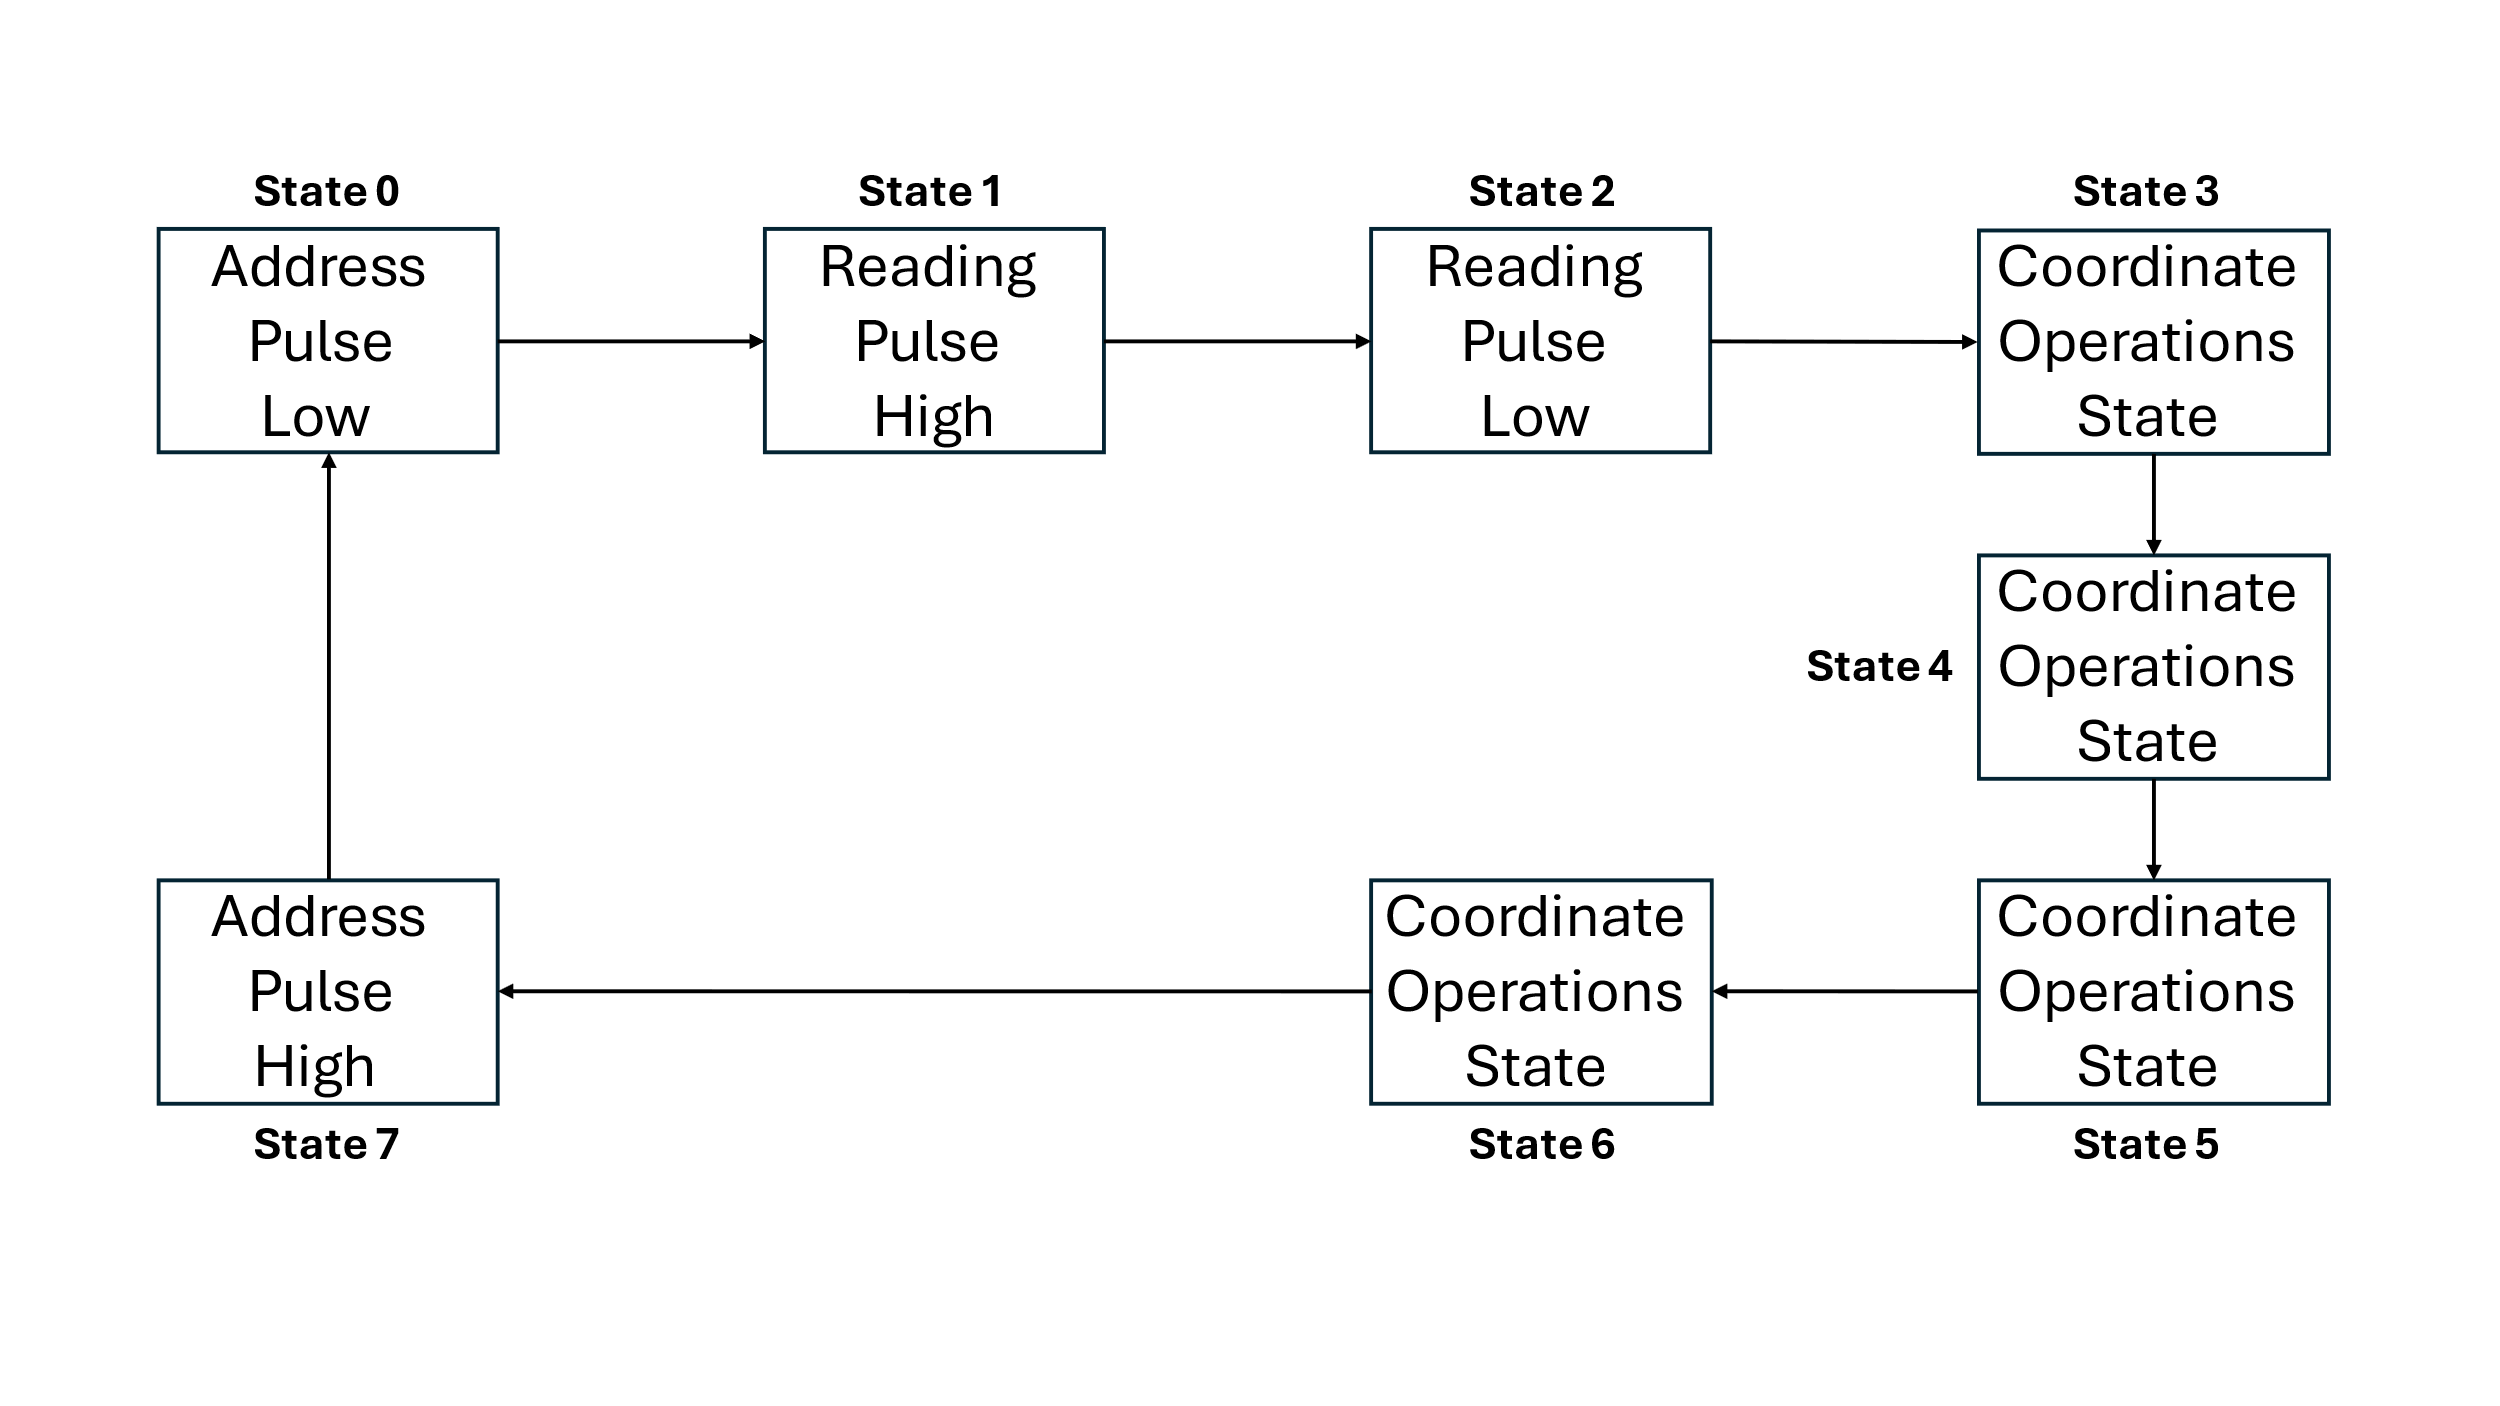 State 0
Address
Pulse
Low
State 1
Reading
Pulse
High
State 2
Reading
Pulse
Low
State 3
Coordinate
Operations
State
State 4
Coordinate
Operations
State
State 5
Coordinate
Operations
State
State 6
Coordinate
Operations
State
State 7
Address
Pulse
High